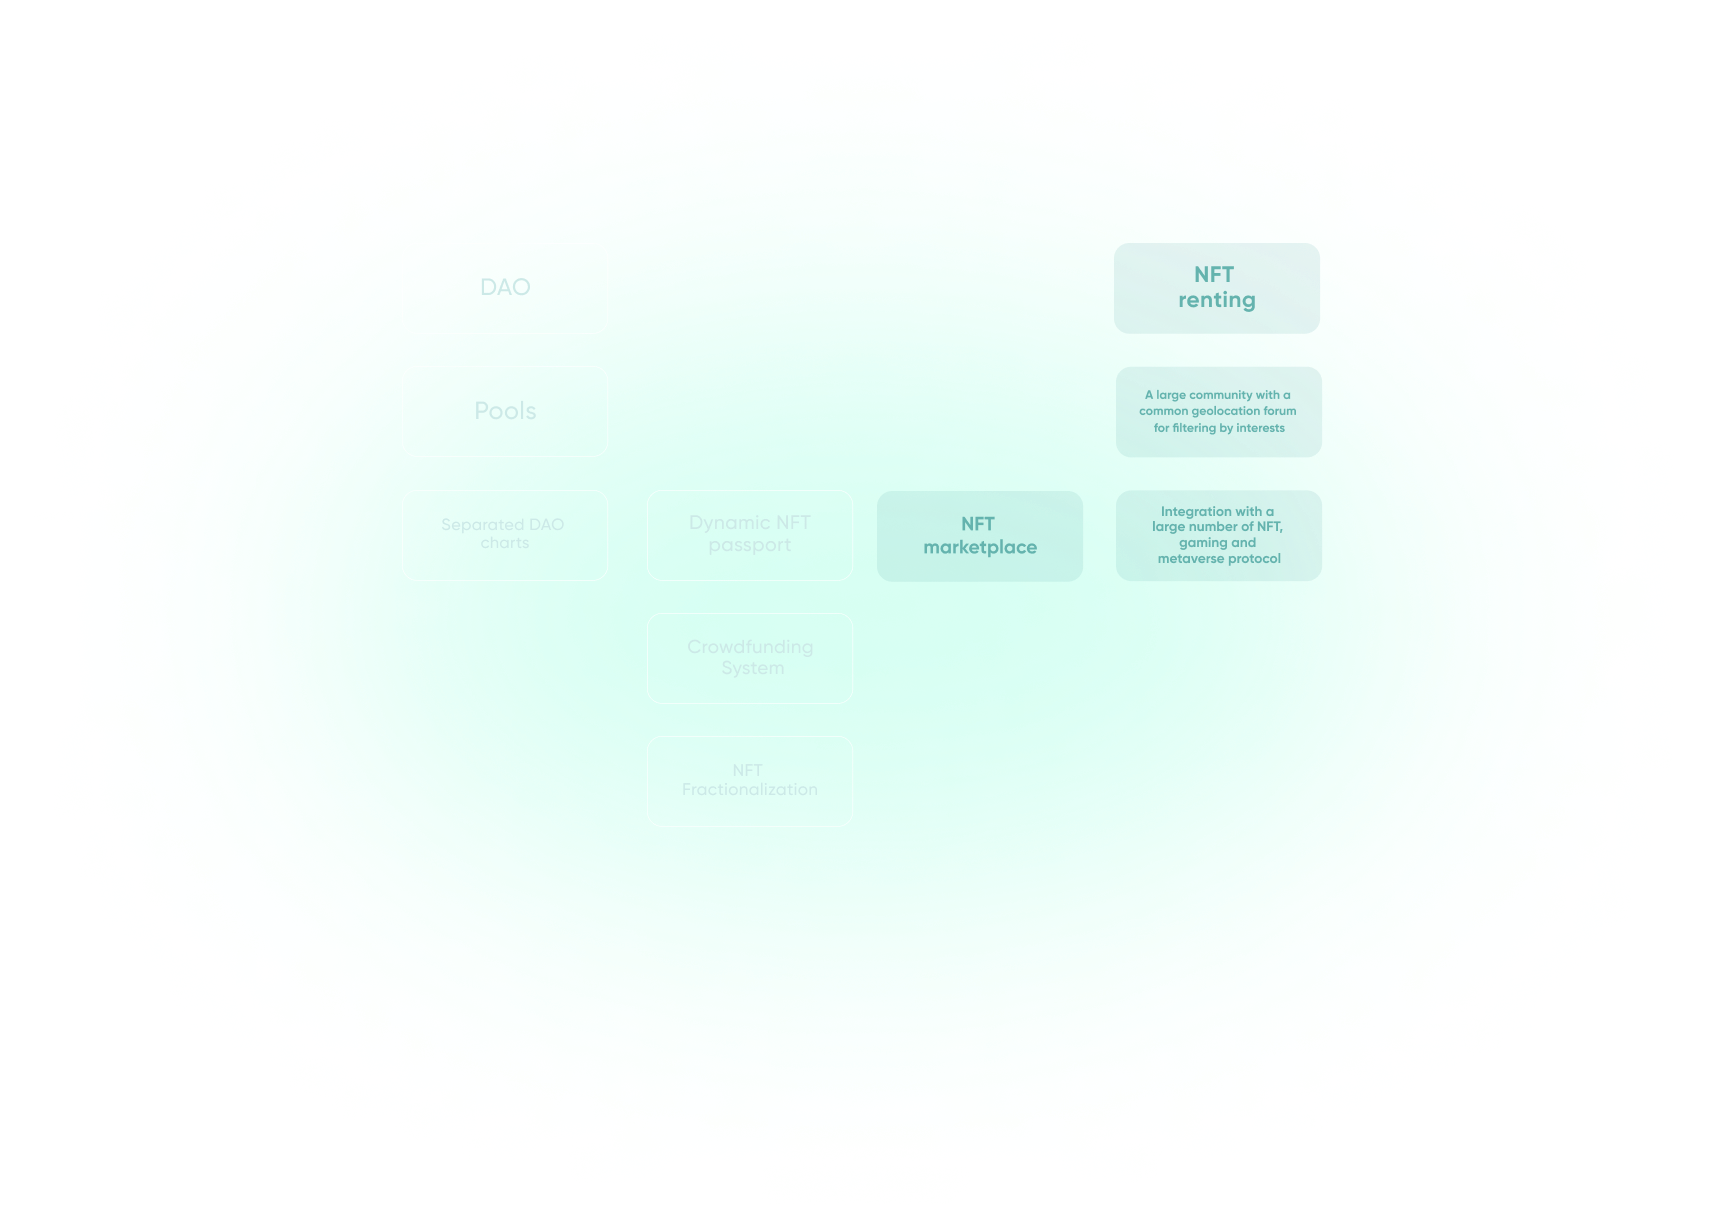 DAO
NFT
renting
Pools
A large community with a
common geolocation forum
for filtering by interests
Separated DAO
charts
Dynamic NFT
passport
NFT
marketplace
Integration with a
large number of NFT,
gaming and
metaverse protocol
Crowdfunding
System
NFT
Fractionalization